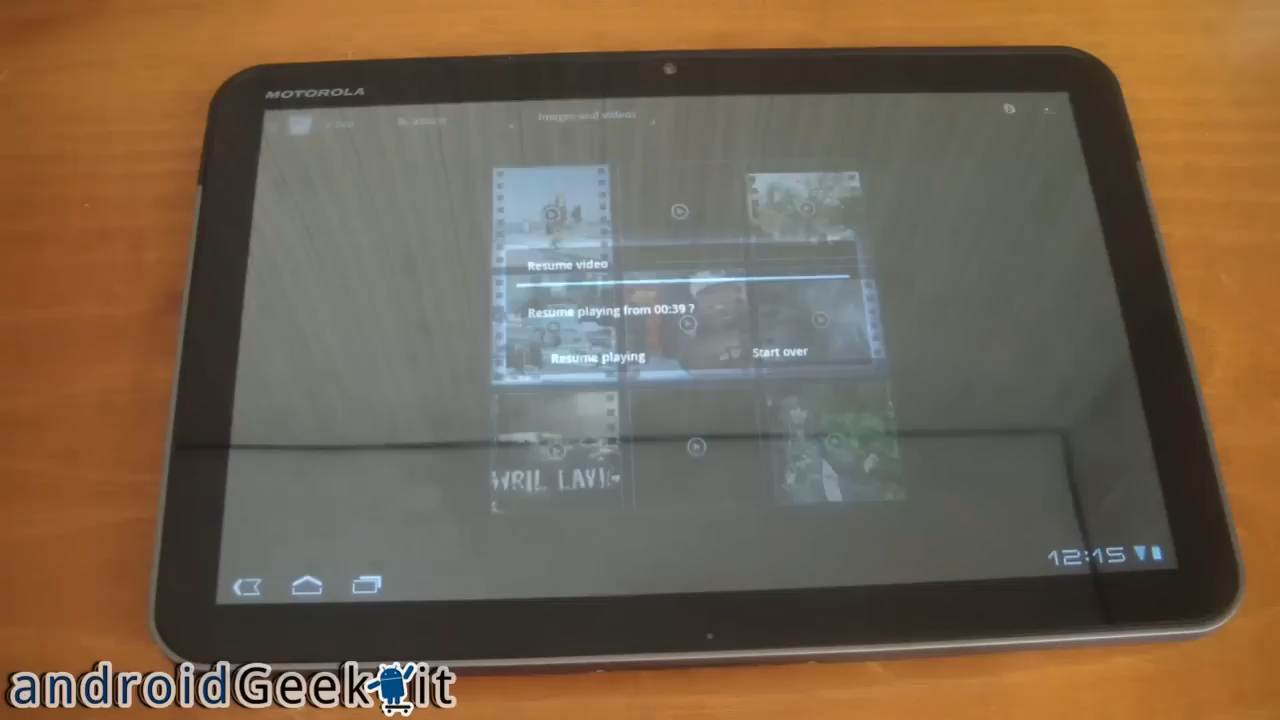 MOTOROLA
Images and videos
Resume video
Resume playing from 00:39 ?
Resume playing
Start over
12:15
androidGeek it